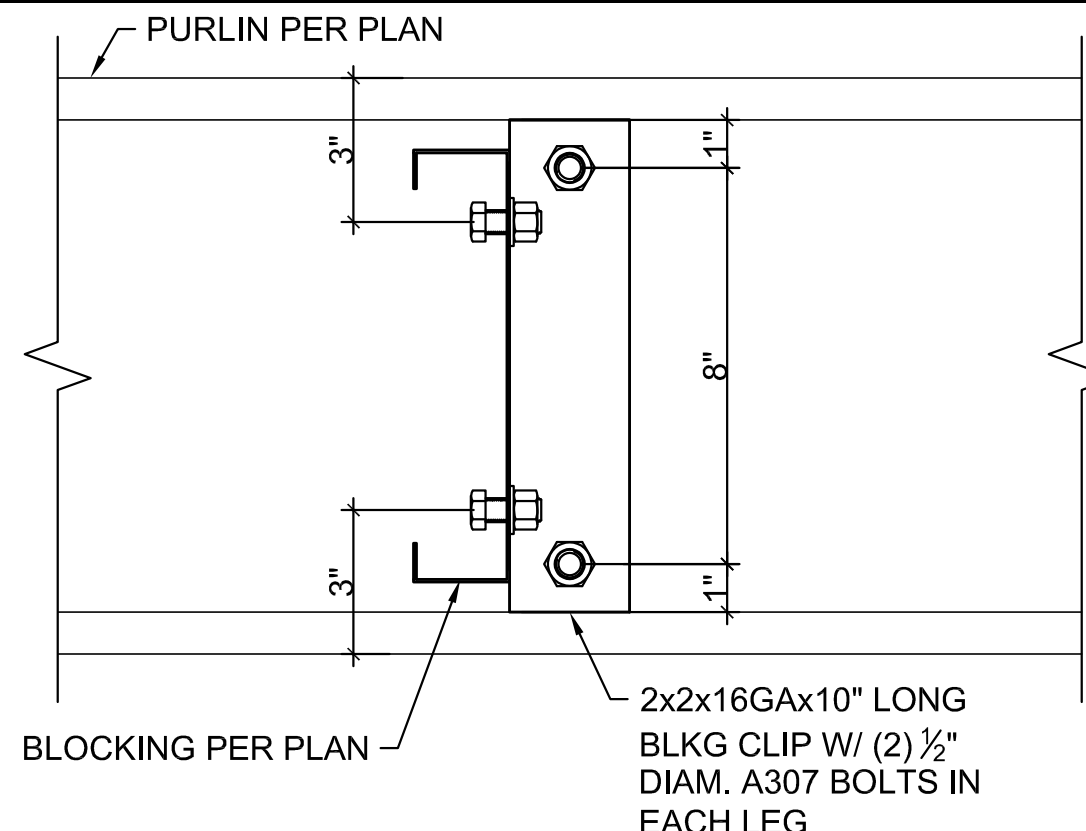 PURLIN PER PLAN
3"
1"
8"
3"
1"
2x2x16GAx10" LONG
BLOCKING PER PLAN
BLKG CLIP W/ (2) ½"
DIAM. A307 BOLTS IN
EACH LEG